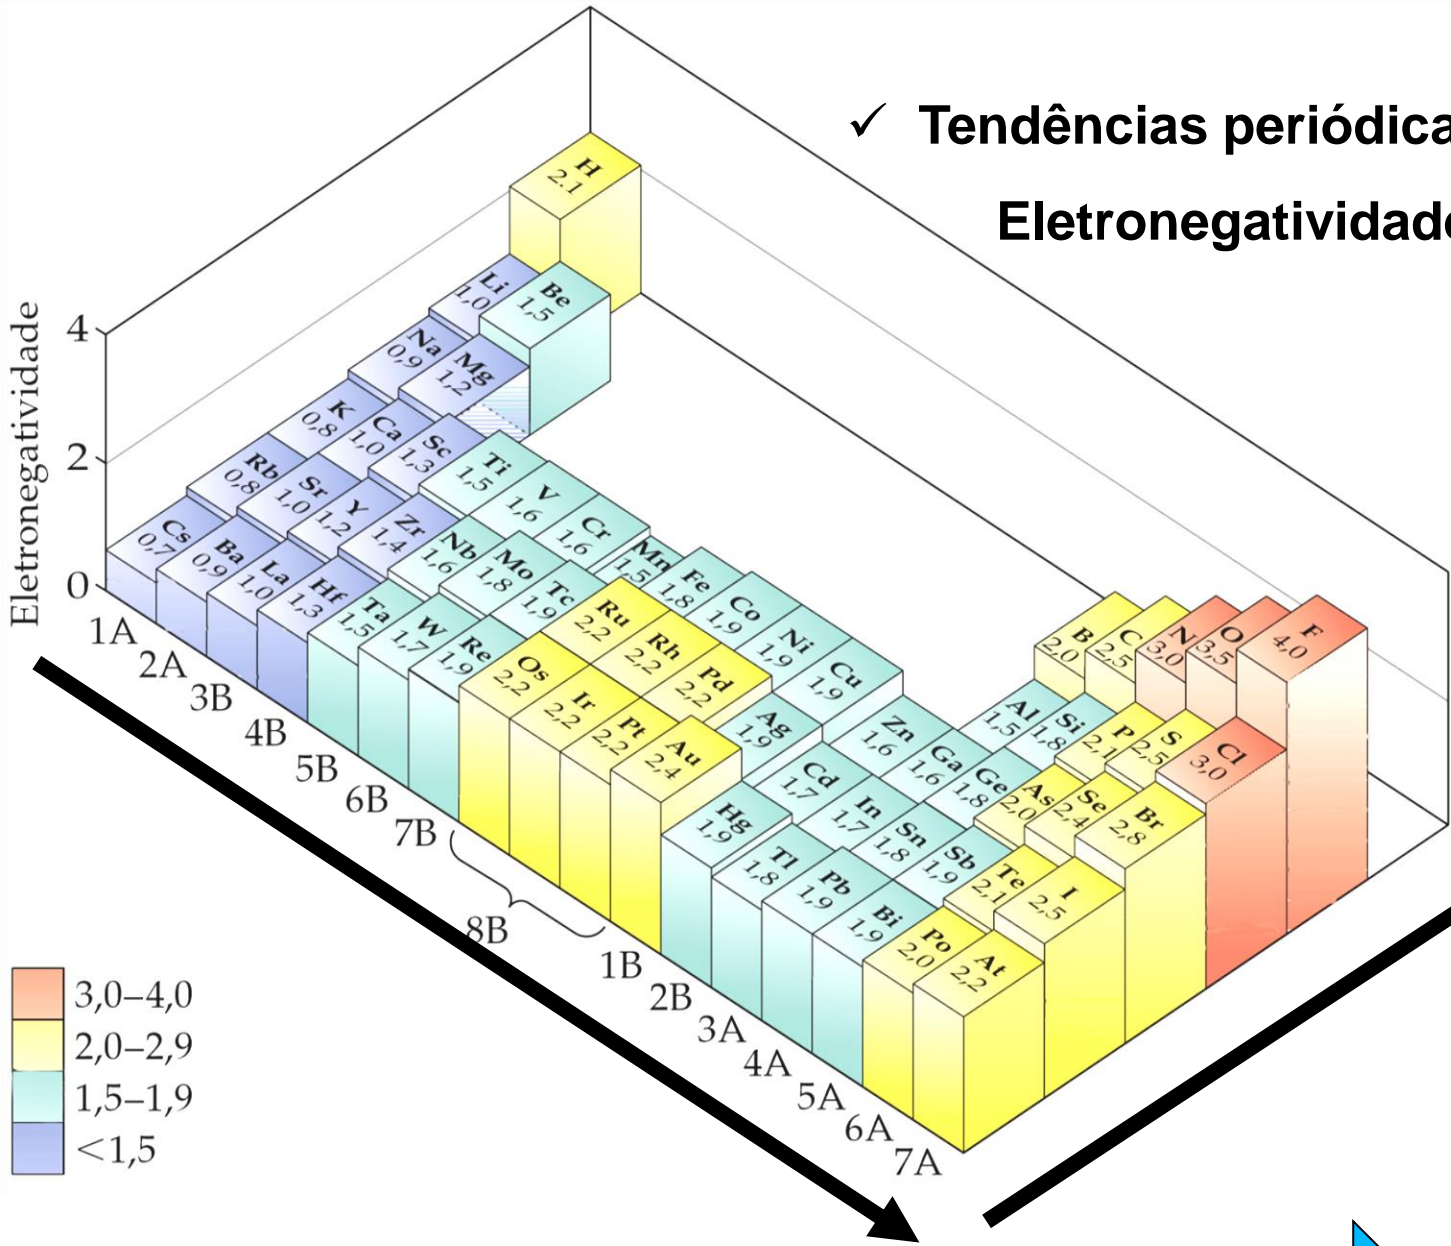 ✓ Tendências periódica
Eletronegatividade
Eletronegatividade
4
2
0
H 2.1
Li 1,0
Be 1,5
Na 0,9
Mg 1,2
K 0,8
Ca 1,0
Sc 1,3
Ti 1,5
V 1,6
Cr 1,6
Mn 1,5
Fe 1,8
Co 1,9
Ni 1,9
Cu 1,9
Zn 1,6
Ga 1,6
Ge 1,8
As 2,0
Se 2,4
Br 2,8
Rb 0,8
Sr 1,0
Y 1,2
Zr 1,4
Nb 1,6
Mo 1,8
Tc 1,9
Ru 2,2
Rh 2,2
Pd 2,2
Ag 1,9
Cd 1,7
In 1,7
Sn 1,8
Sb 1,9
Te 2,1
I 2,5
Cs 0,7
Ba 0,9
La 1,0
Hf 1,3
Ta 1,5
W 1,7
Re 1,9
Os 2,2
Ir 2,2
Pt 2,2
Au 2,4
Hg 1,9
Tl 1,8
Pb 1,9
Bi 1,9
Po 2,0
At 2,2
B 2,0
C 2,5
N 3,0
O 3,5
F 4,0
Al 1,5
Si 1,8
P 2,1
S 2,5
Cl 3,0
1A
2A
3B
4B
5B
6B
7B
8B
1B
2B
3A
4A
5A
6A
7A
3,0–4,0
2,0–2,9
1,5–1,9
<1,5